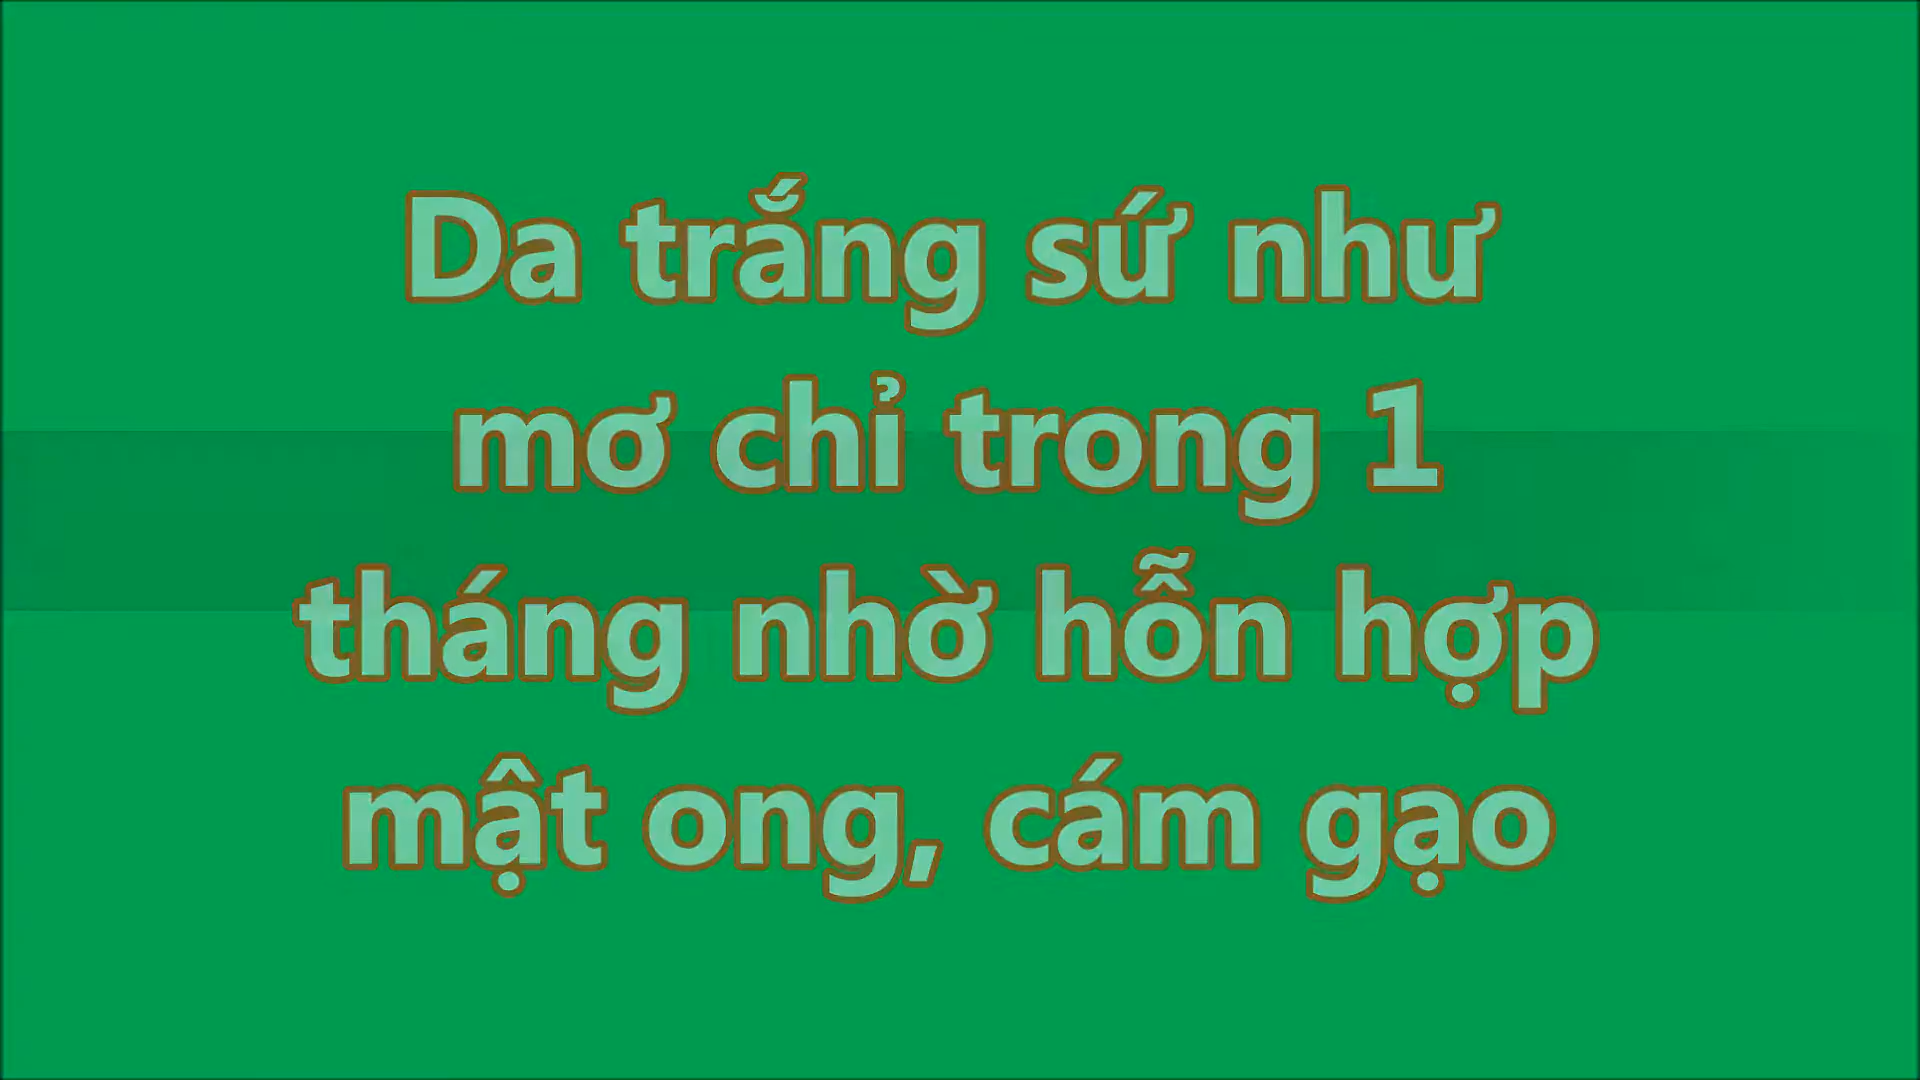 Da trắng sứ như
mơ chỉ trong 1
tháng nhờ hỗn hợp
mật ong, cám gạo